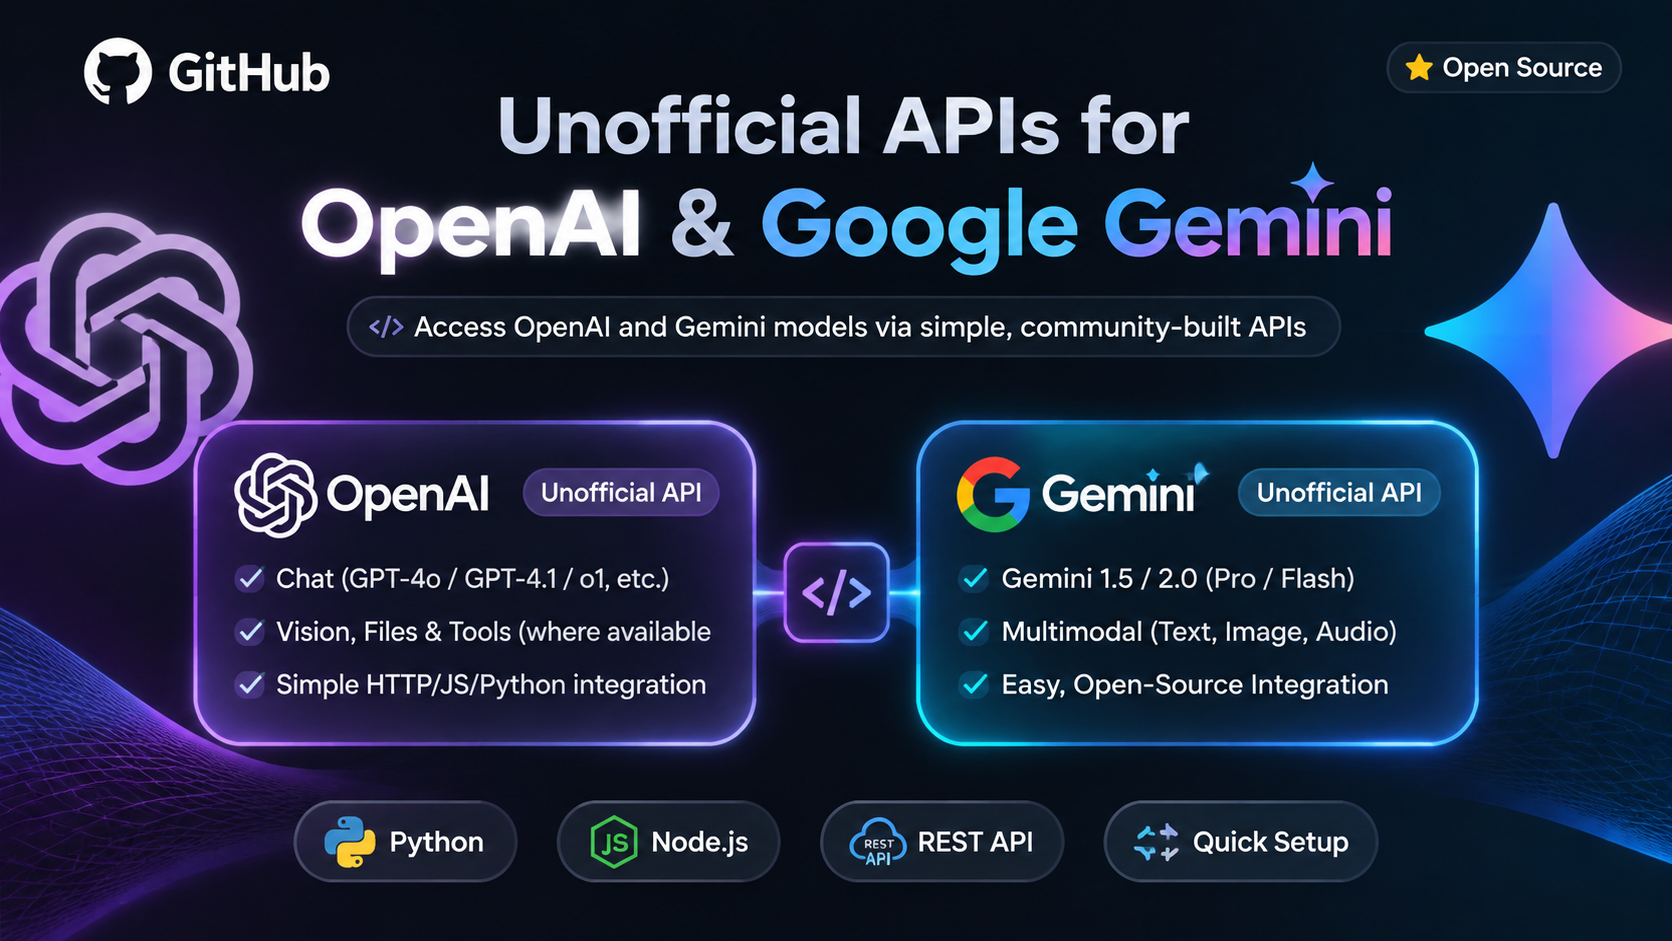 GitHub
Open Source
Unofficial APIs for
OpenAI & Google Gemini
</> Access OpenAI and Gemini models via simple, community-built APIs
OpenAI
Unofficial API
Chat (GPT-4o / GPT-4.1 / o1, etc.)
Vision, Files & Tools (where available
Simple HTTP/JS/Python integration
</>
G Gemini
Unofficial API
Gemini 1.5 / 2.0 (Pro / Flash)
Multimodal (Text, Image, Audio)
Easy, Open-Source Integration
Python
JS Node.js
REST API REST API
Quick Setup